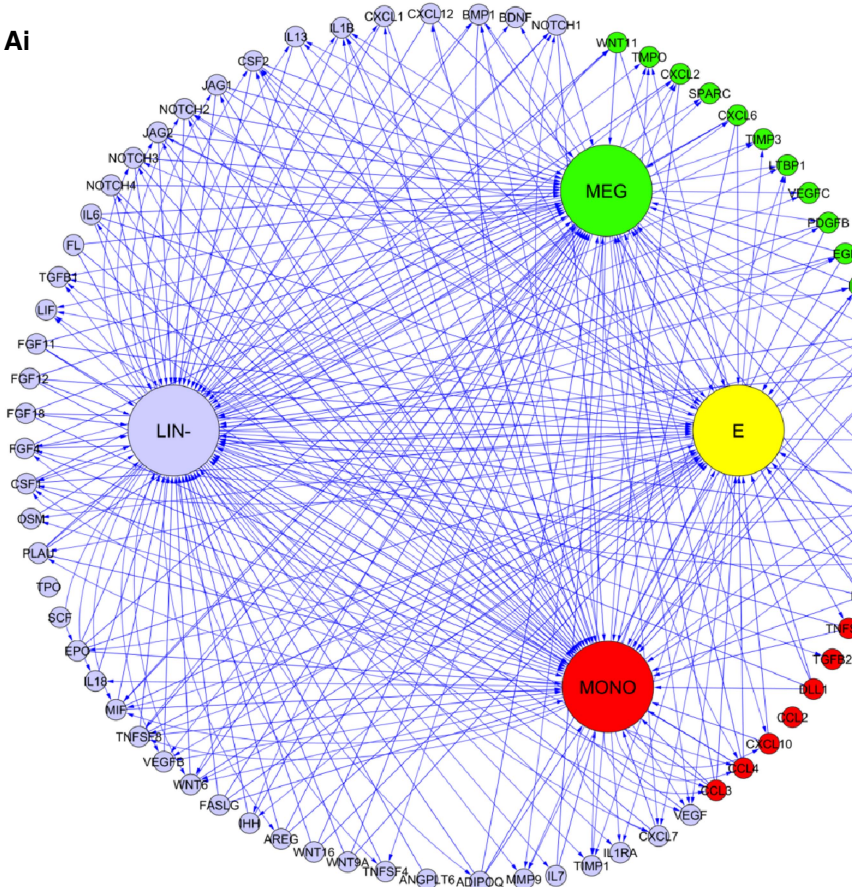 Ai
CXCL12
BMP1
BDNF
CXCL1
NOTCH1
IL1B
IL13
WNT11
CSF2
TMPO
CXCL2
JAG1
SPARC
NOTCH2
CXCL6
JAG2
TIMP3
NOTCH3
LTBP1
NOTCH4
MEG
VEGFC
IL6
PDGFB
FL
TGFB1
LIF
FGF11
FGF12
FGF18
LIN-
E
FGF4
CSF1
OSM
PLAU
TPO
SCF
EPO
TGFB2
IL18
MONO
DLL1
MIF
CCL2
TNFSF8
CXCL10
VEGFB
CCL4
WNT6
CCL3
FASLG
VEGF
IHH
AREG
CXCL7
WNT16
IL1RA
WNT9A
TIMP1
TNFSF4
IL7
ANGPLT6
MMP9
ADIPOQ